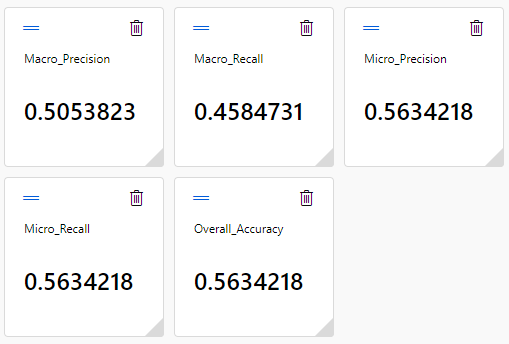 Macro_Precision
0.5053823
Macro_Recall
0.4584731
Micro_Precision
0.5634218
Micro_Recall
0.5634218
Overall_Accuracy
0.5634218